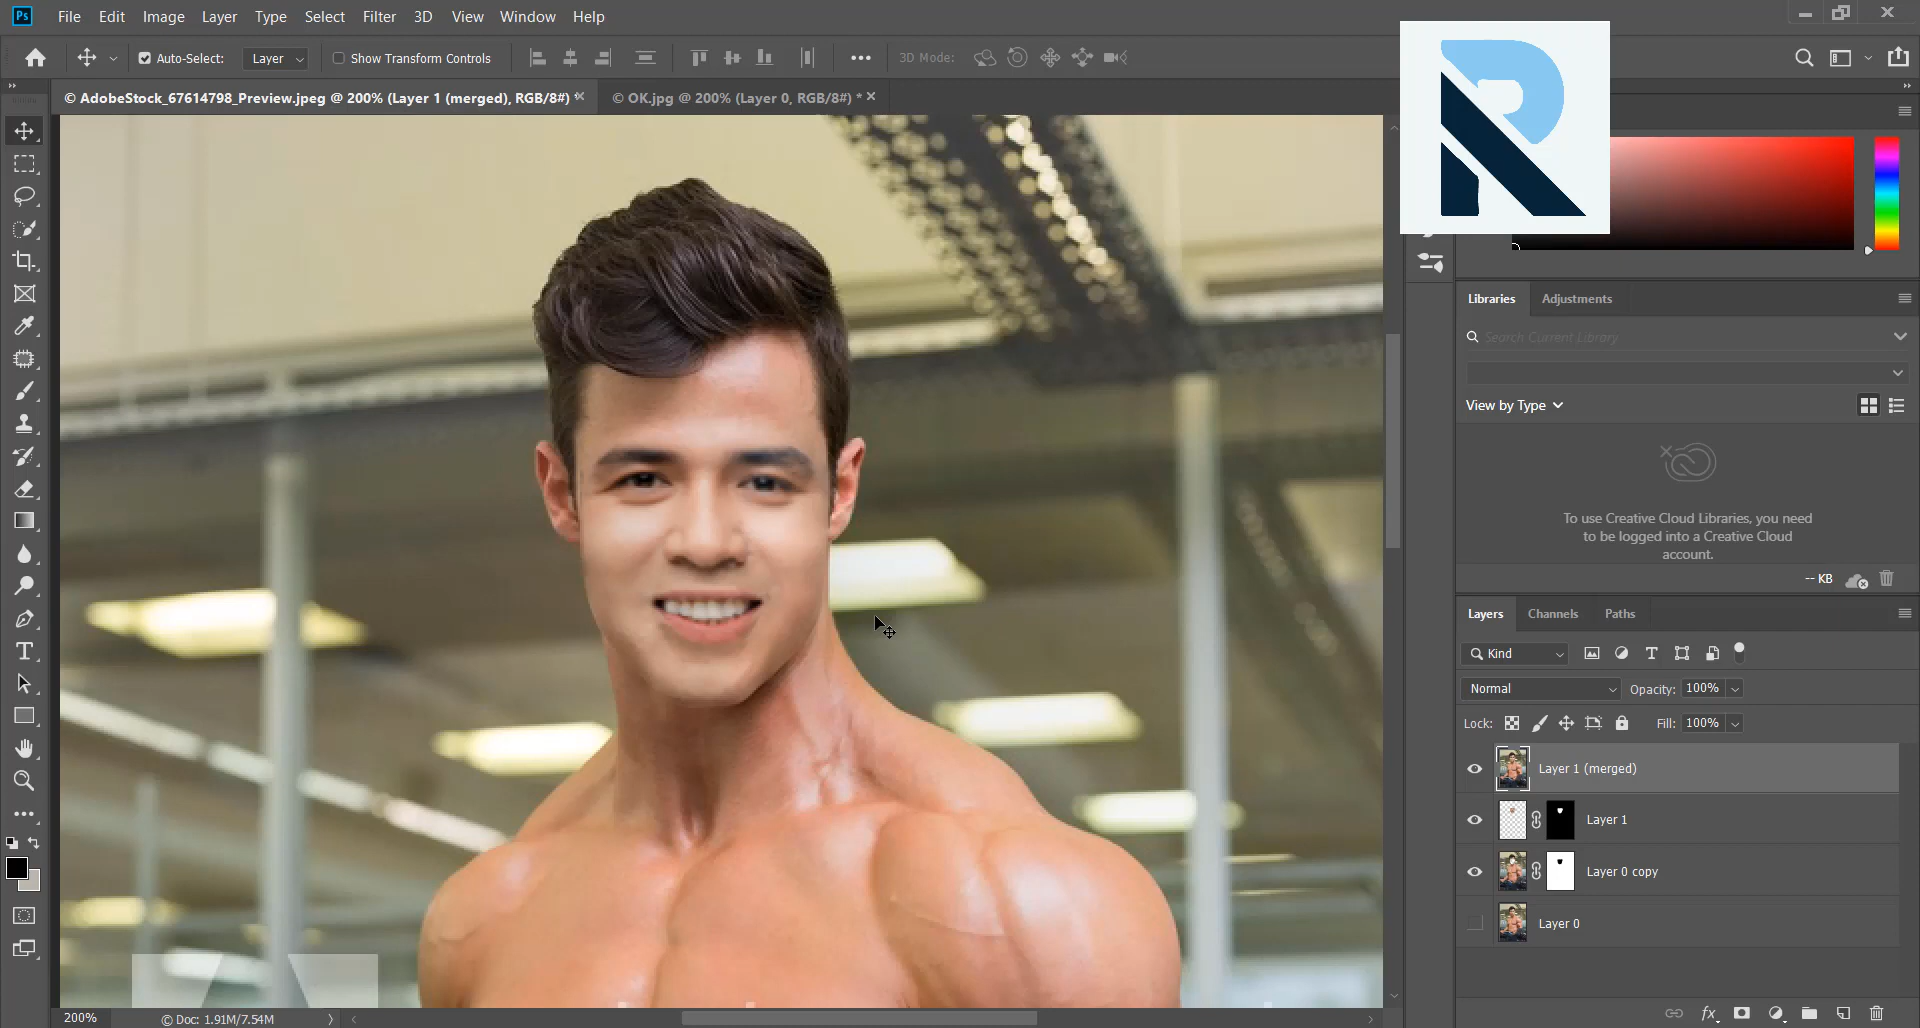 Ps File Edit Image Layer Type Select Filter 3D View Window Help
Auto-Select: Layer Show Transform Controls 3D Mode:
© AdobeStock_67614798_Preview.jpeg @ 200% (Layer 1 (merged), RGB/8#) * © OK.jpg @ 200% (Layer 0, RGB/8#) *
Libraries Adjustments
Search Current Library
View by Type
To use Creative Cloud Libraries, you need
to be logged into a Creative Cloud
account.
-- KB
Layers Channels Paths
Kind
Normal Opacity: 100%
Lock: Fill: 100%
Layer 1 (merged)
Layer 1
Layer 0 copy
Layer 0
fx
200% © Doc: 1.91M/7.54M